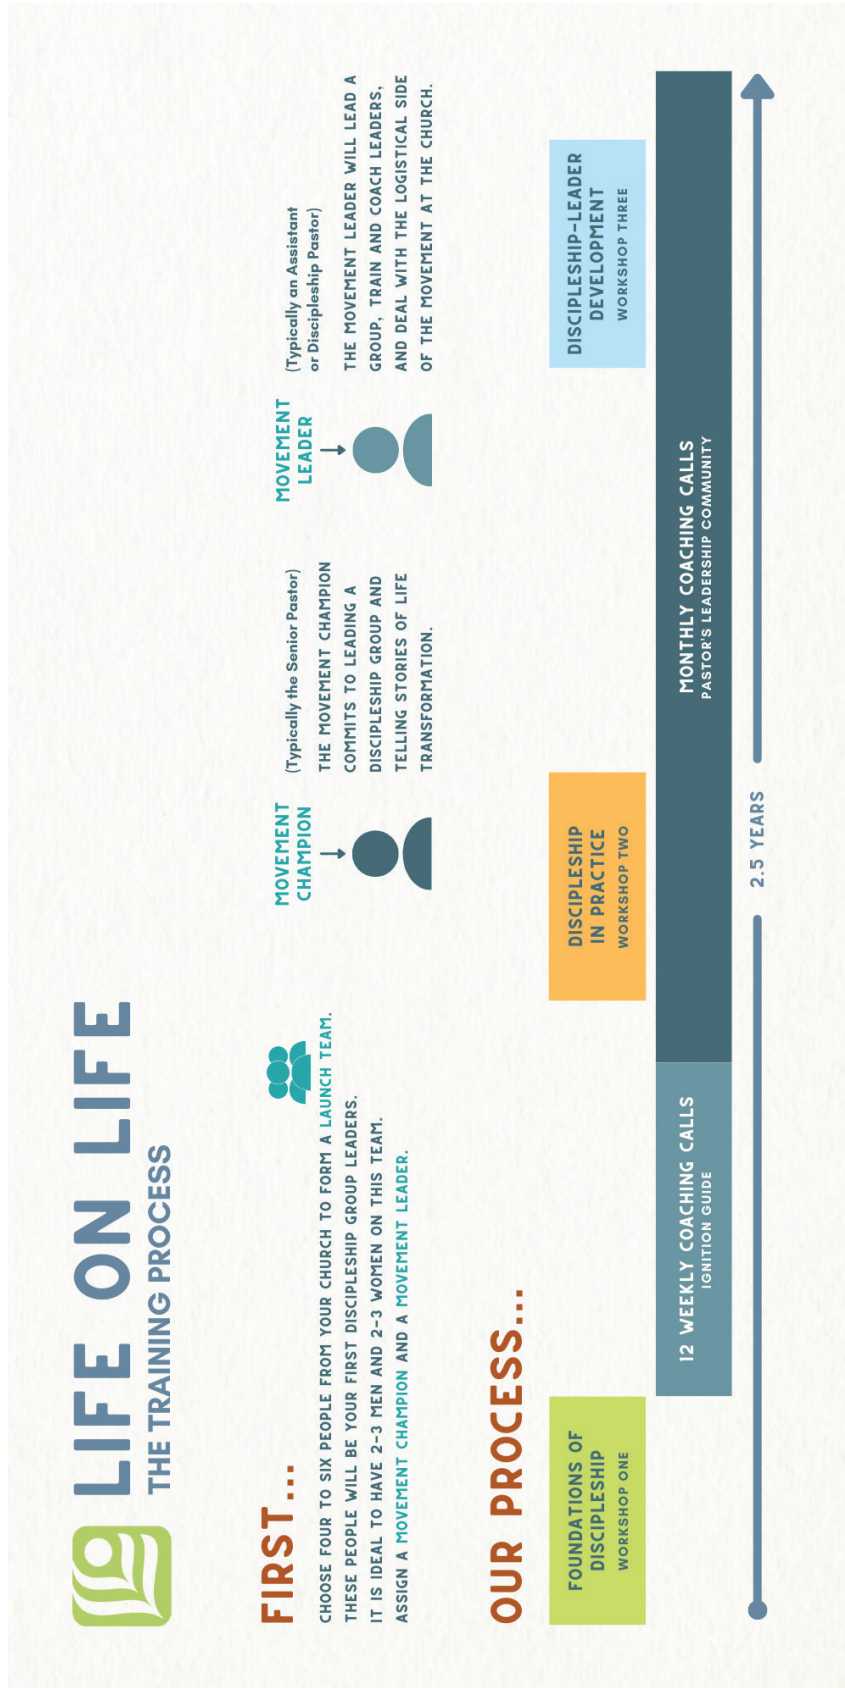 LIFE ON LIFE
THE TRAINING PROCESS
FIRST...
CHOOSE FOUR TO SIX PEOPLE FROM YOUR CHURCH TO FORM A LAUNCH TEAM.
THESE PEOPLE WILL BE YOUR FIRST DISCIPLESHIP GROUP LEADERS.
IT IS IDEAL TO HAVE 2-3 MEN AND 2-3 WOMEN ON THIS TEAM.
ASSIGN A MOVEMENT CHAMPION AND A MOVEMENT LEADER.
MOVEMENT
CHAMPION
(Typically the Senior Pastor)
THE MOVEMENT CHAMPION
COMMITS TO LEADING A
DISCIPLESHIP GROUP AND
TELLING STORIES OF LIFE
TRANSFORMATION.
MOVEMENT
LEADER
(Typically an Assistant
or Discipleship Pastor)
THE MOVEMENT LEADER WILL LEAD A
GROUP, TRAIN AND COACH LEADERS,
AND DEAL WITH THE LOGISTICAL SIDE
OF THE MOVEMENT AT THE CHURCH.
OUR PROCESS...
FOUNDATIONS OF
DISCIPLESHIP
WORKSHOP ONE
DISCIPLESHIP
IN PRACTICE
WORKSHOP TWO
DISCIPLESHIP-LEADER
DEVELOPMENT
WORKSHOP THREE
12 WEEKLY COACHING CALLS
IGNITION GUIDE
MONTHLY COACHING CALLS
PASTOR'S LEADERSHIP COMMUNITY
2.5 YEARS